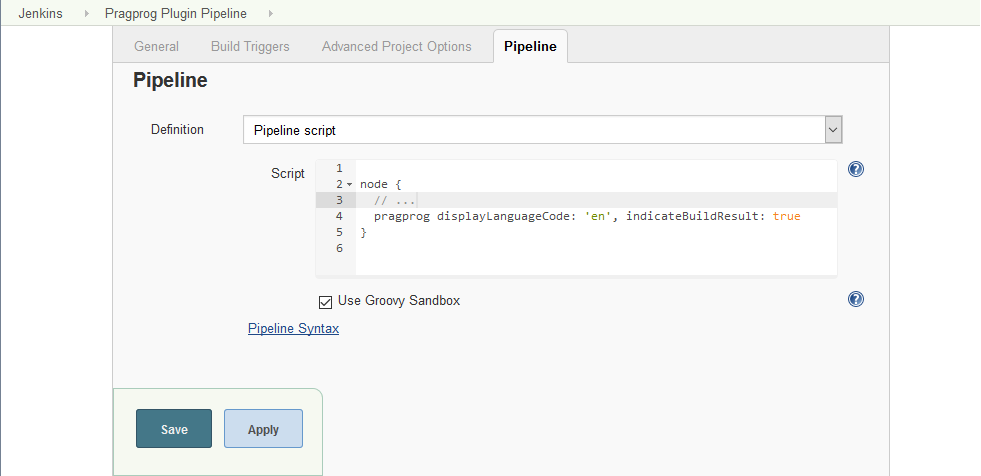 Jenkins Pragprog Plugin Pipeline
General Build Triggers Advanced Project Options Pipeline
Pipeline
Definition Pipeline script
Script
1
2 node {
3 // ...
4 pragprog displayLanguageCode: 'en', indicateBuildResult: true
5 }
6
Use Groovy Sandbox
Pipeline Syntax
Save Apply